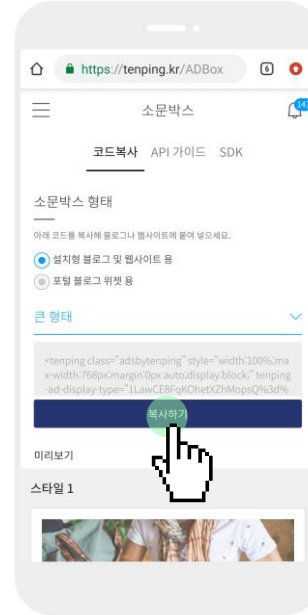 https://tenping.kr/ADBox
6
소문박스
코드복사 API 가이드 SDK
소문박스 형태
아래 코드를 복사해 블로그나 웹사이트에 붙여 넣으세요.
설치형 블로그 및 웹사이트 용
포털 블로그 위젯 용
큰 형태
<tenping class="adsbytenping" style="width:100%;ma
x-width:768px;margin:0px auto;display:block;" tenping
-ad-display-type="1LawCE8FqKOhetXZhMopsQ%3d%
복사하기
미리보기
스타일 1